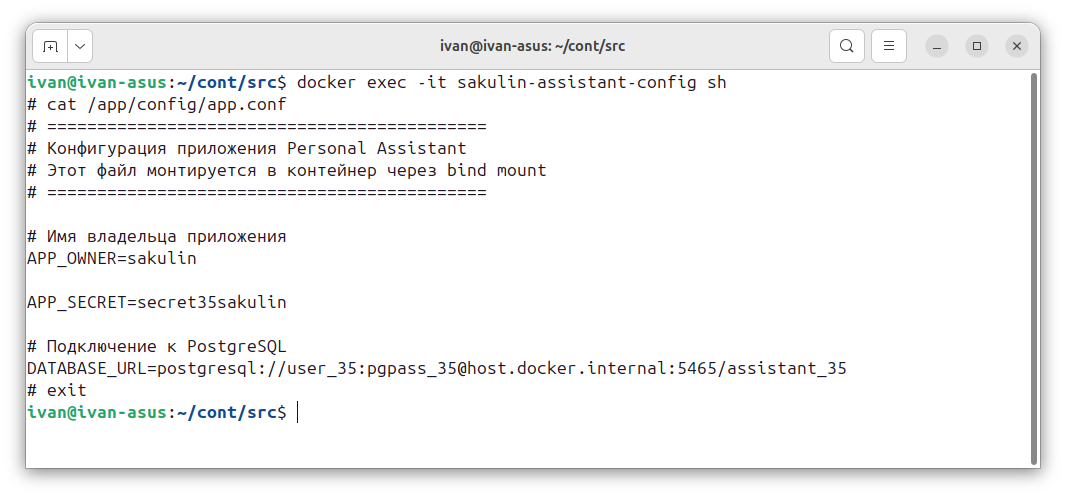 ivan@ivan-asus: ~/cont/src
ivan@ivan-asus:~/cont/src$ docker exec -it sakulin-assistant-config sh
# cat /app/config/app.conf
# ============================================
# Конфигурация приложения Personal Assistant
# Этот файл монтируется в контейнер через bind mount
# ============================================
# Имя владельца приложения
APP_OWNER=sakulin
APP_SECRET=secret35sakulin
# Подключение к PostgreSQL
DATABASE_URL=postgresql://user_35:pgpass_35@host.docker.internal:5465/assistant_35
# exit
ivan@ivan-asus:~/cont/src$